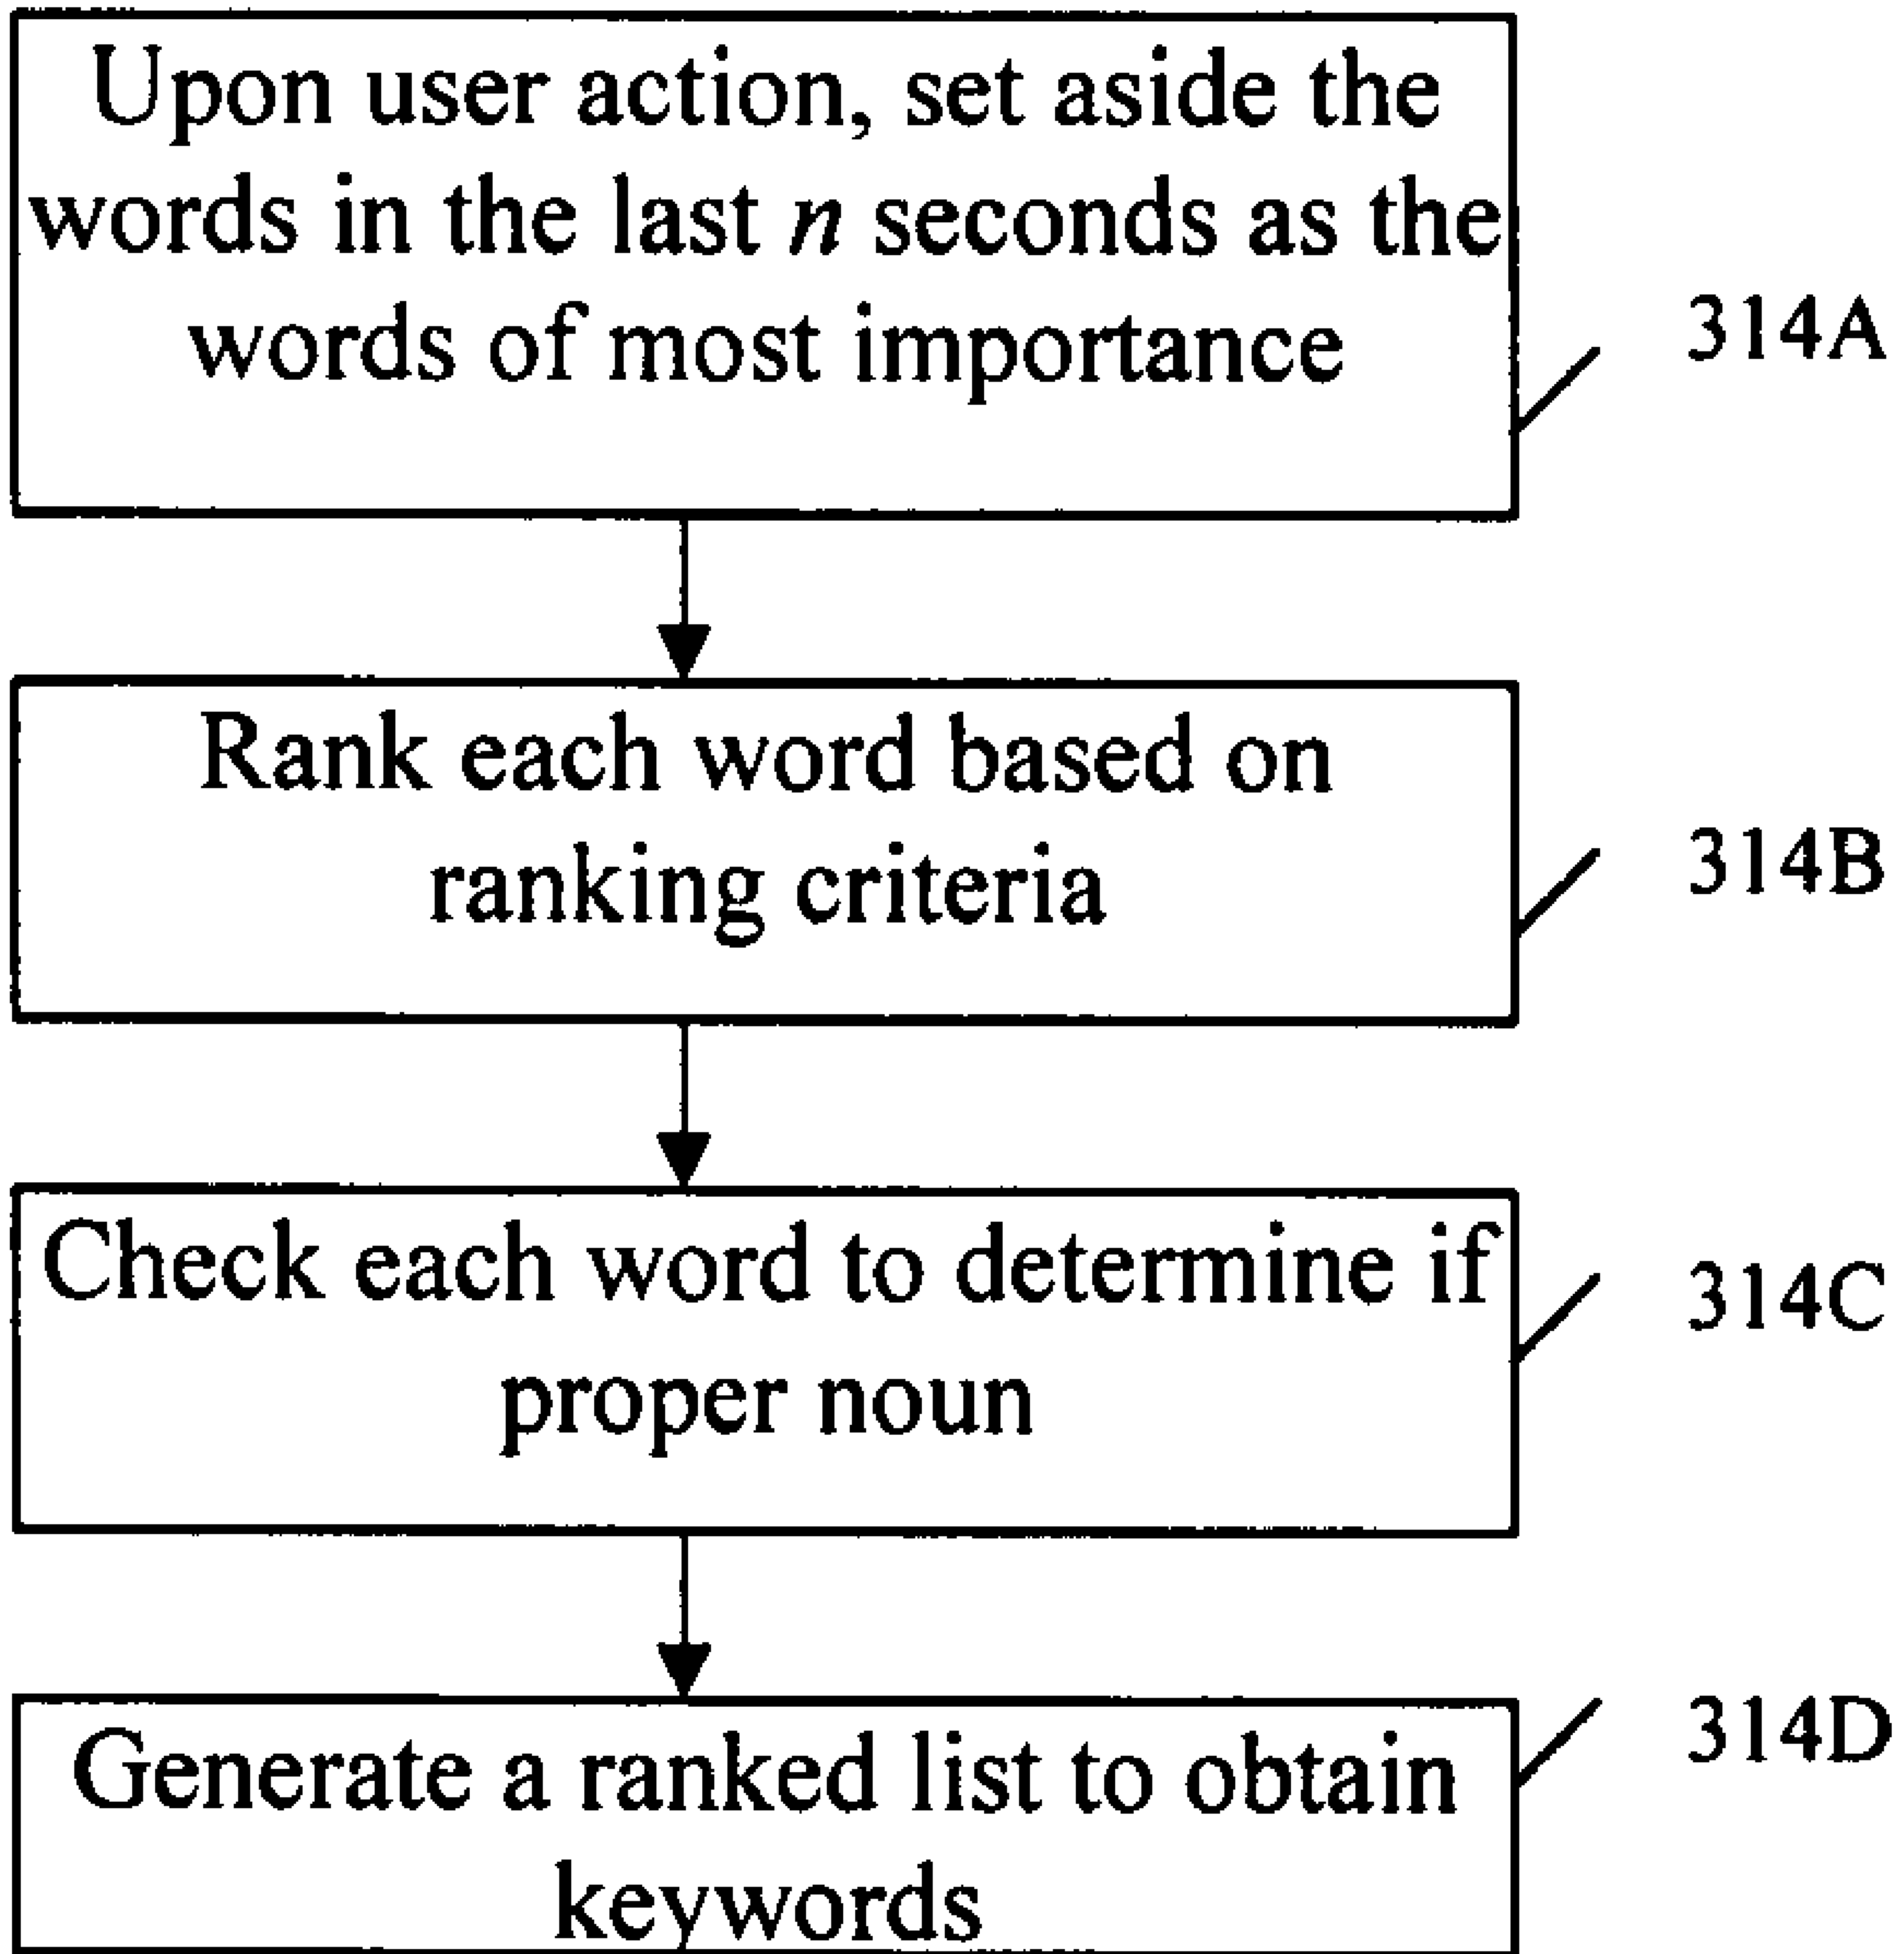 Upon user action, set aside the
words in the last n seconds as the
words of most importance
314A
Rank each word based on
ranking criteria
314B
Check each word to determine if
proper noun
314C
Generate a ranked list to obtain
keywords
314D